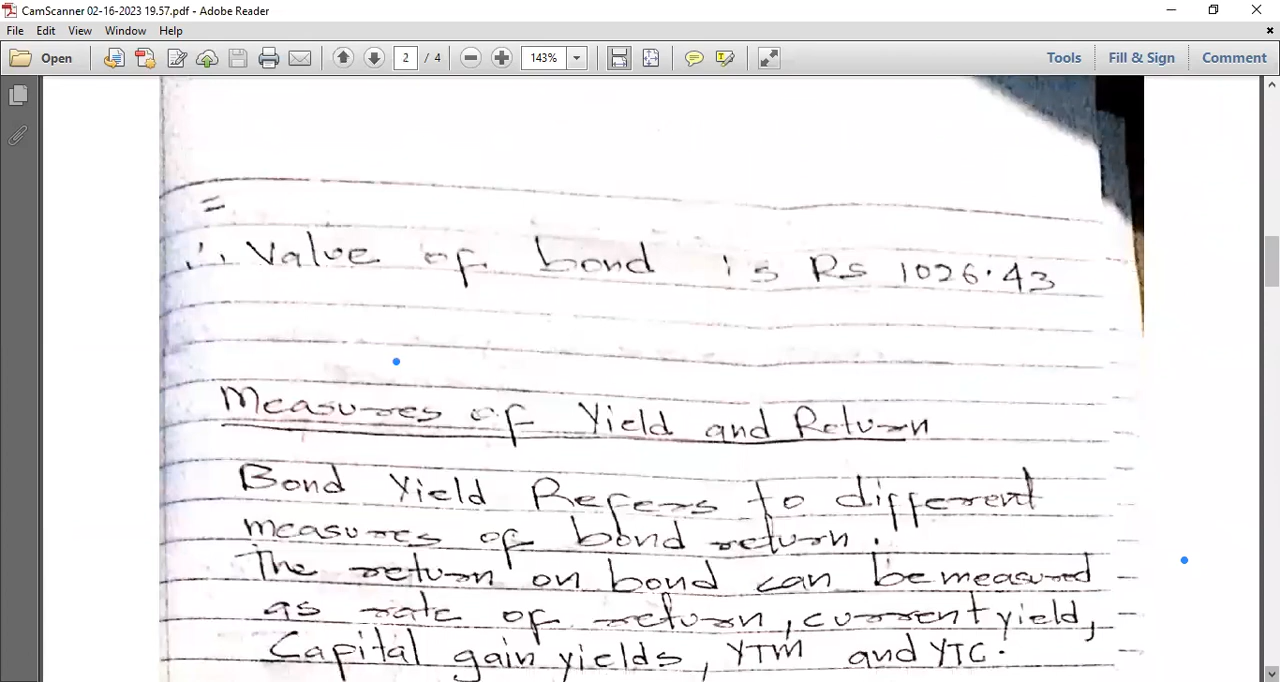 CamScanner 02-16-2023 19.57.pdf - Adobe Reader
File Edit View Window Help
Open 2 / 4 143% Tools Fill & Sign Comment
=
∴ Value of bond is Rs 1026.43
Measures of Yield and Return
Bond Yield Refers to different
measures of bond return.
The return on bond can be measured
as rate of return, current yield,
Capital gain yields, YTM and YTC.